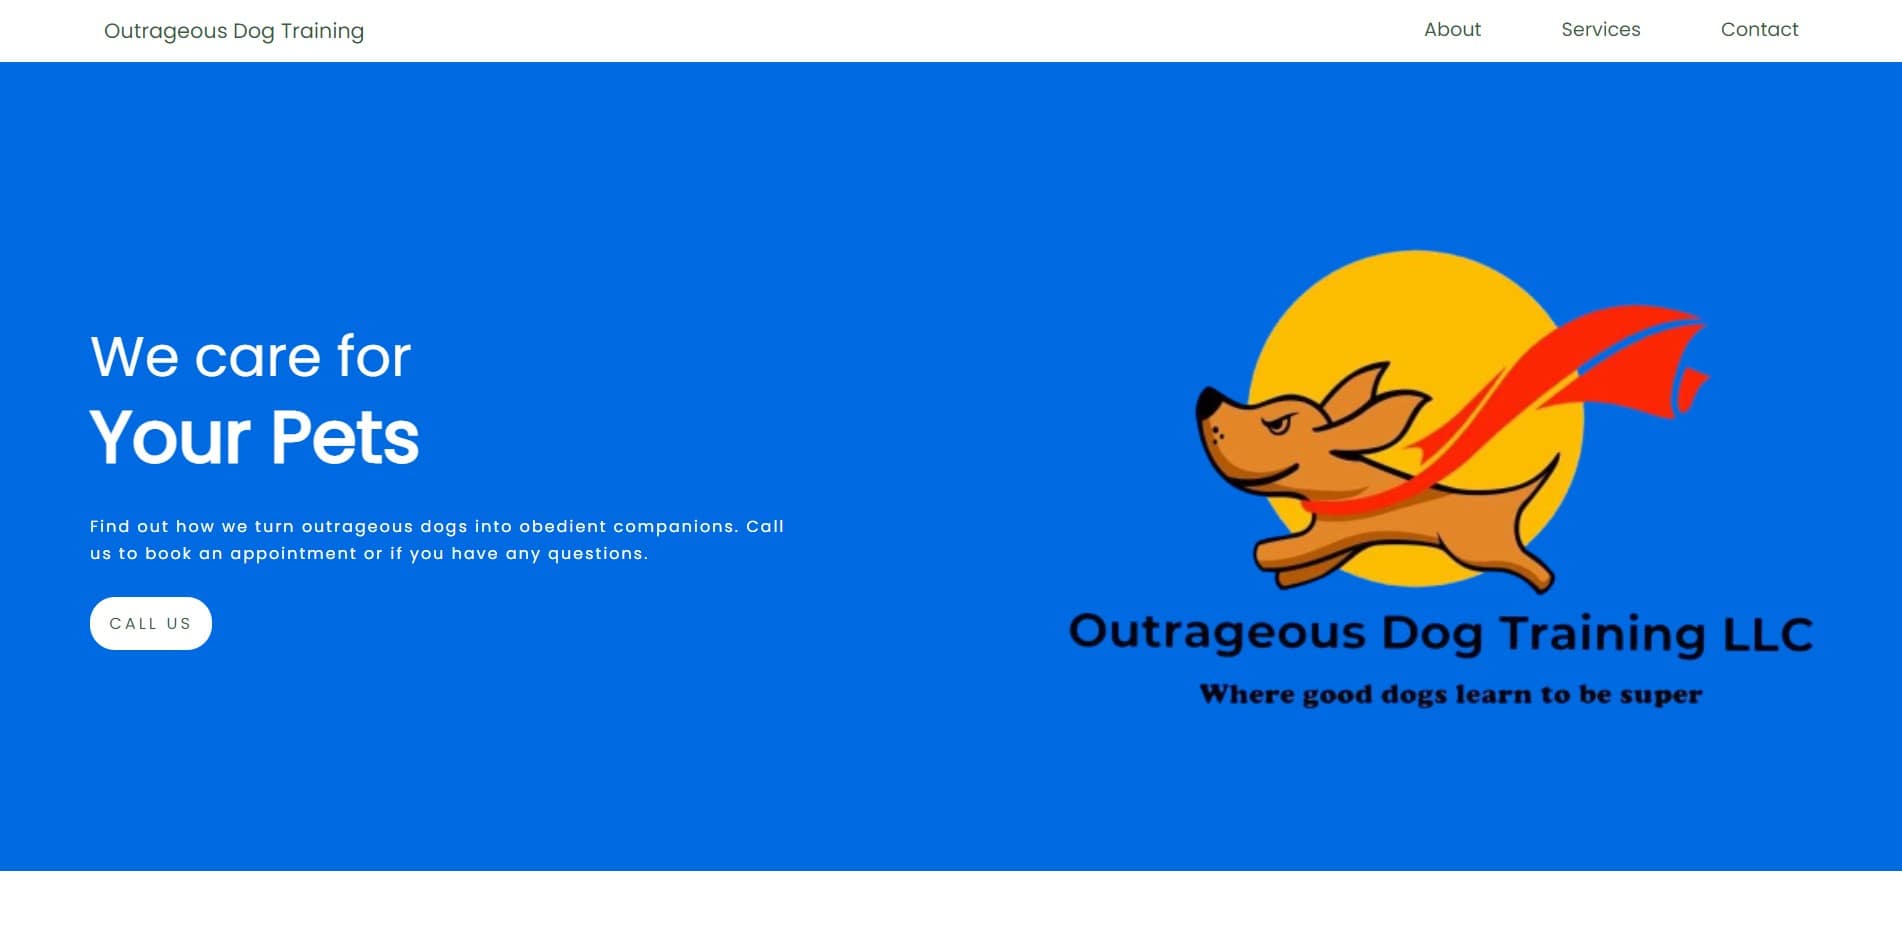 Outrageous Dog Training
About
Services
Contact
We care for
Your Pets
Find out how we turn outrageous dogs into obedient companions. Call
us to book an appointment or if you have any questions.
CALL US
Outrageous Dog Training LLC
Where good dogs learn to be super